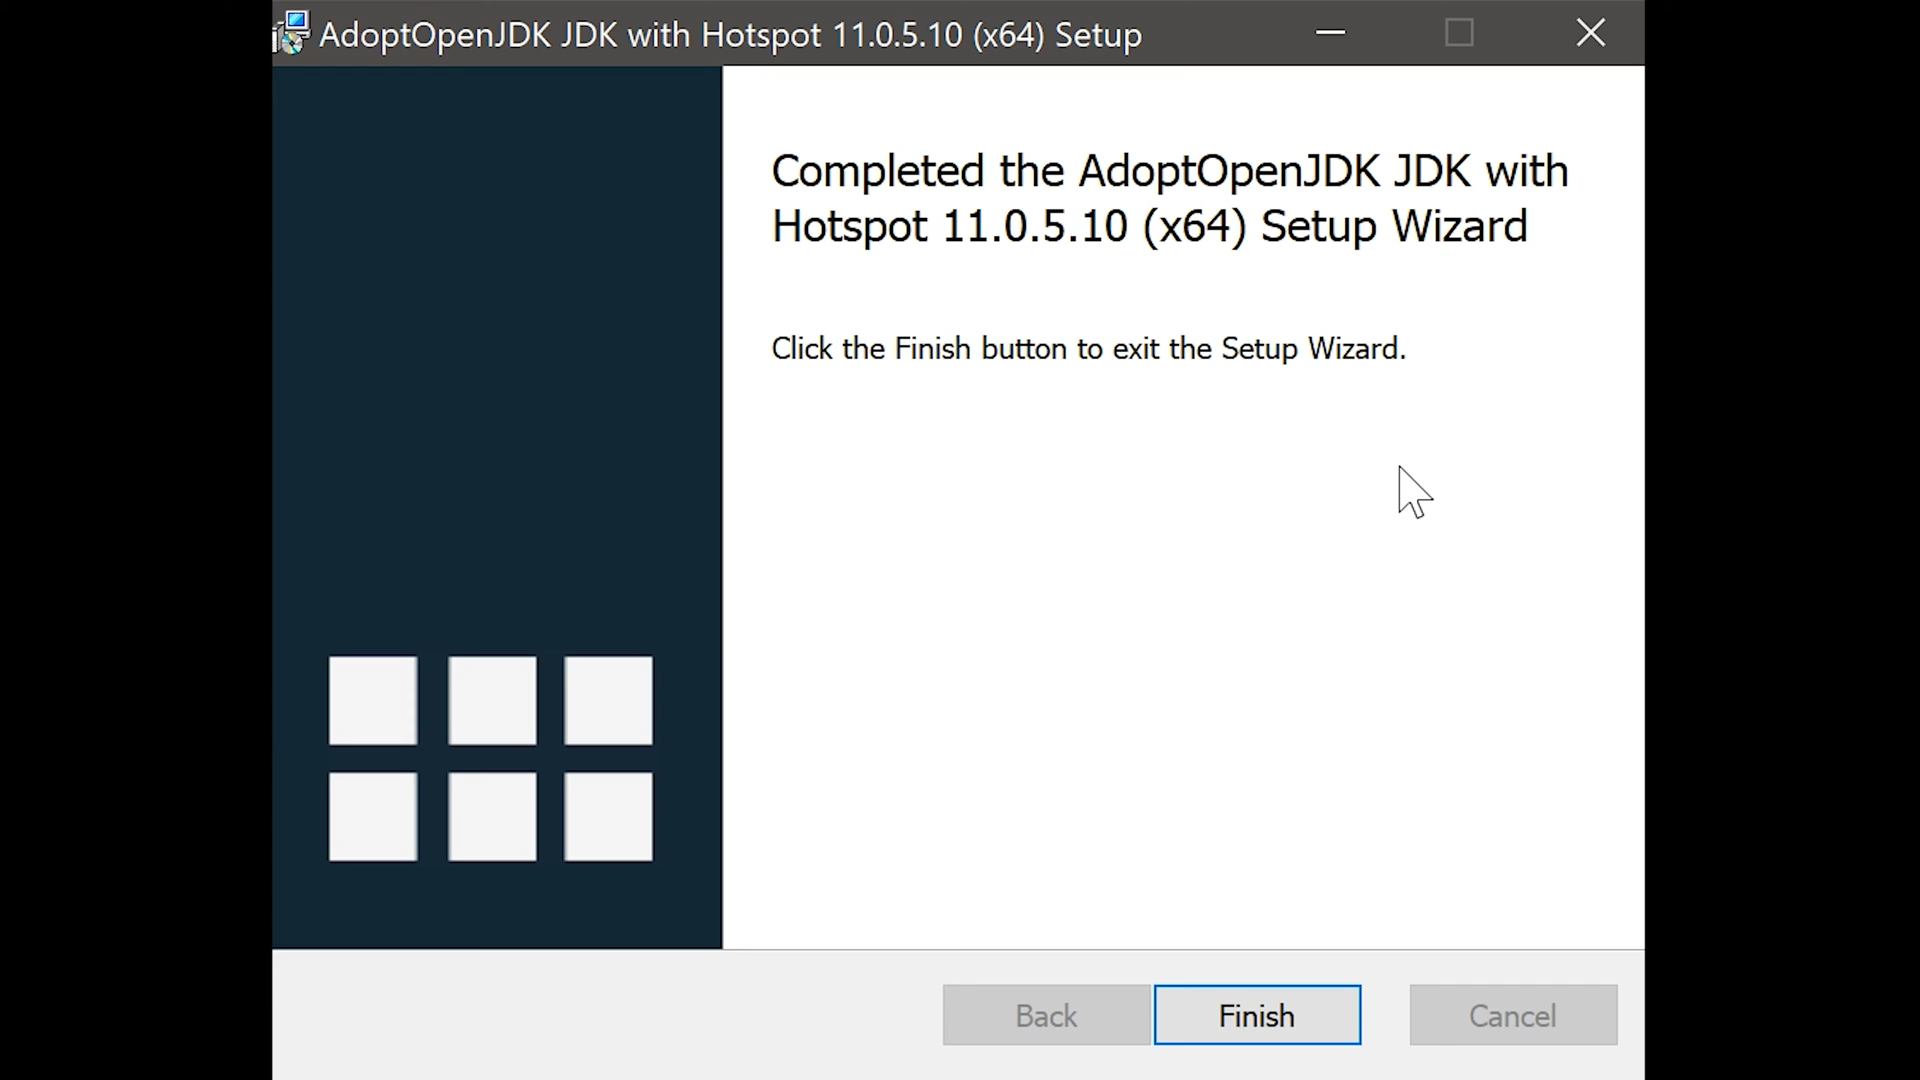 AdoptOpenJDK JDK with Hotspot 11.0.5.10 (x64) Setup
Completed the AdoptOpenJDK JDK with
Hotspot 11.0.5.10 (x64) Setup Wizard
Click the Finish button to exit the Setup Wizard.
Back
Finish
Cancel